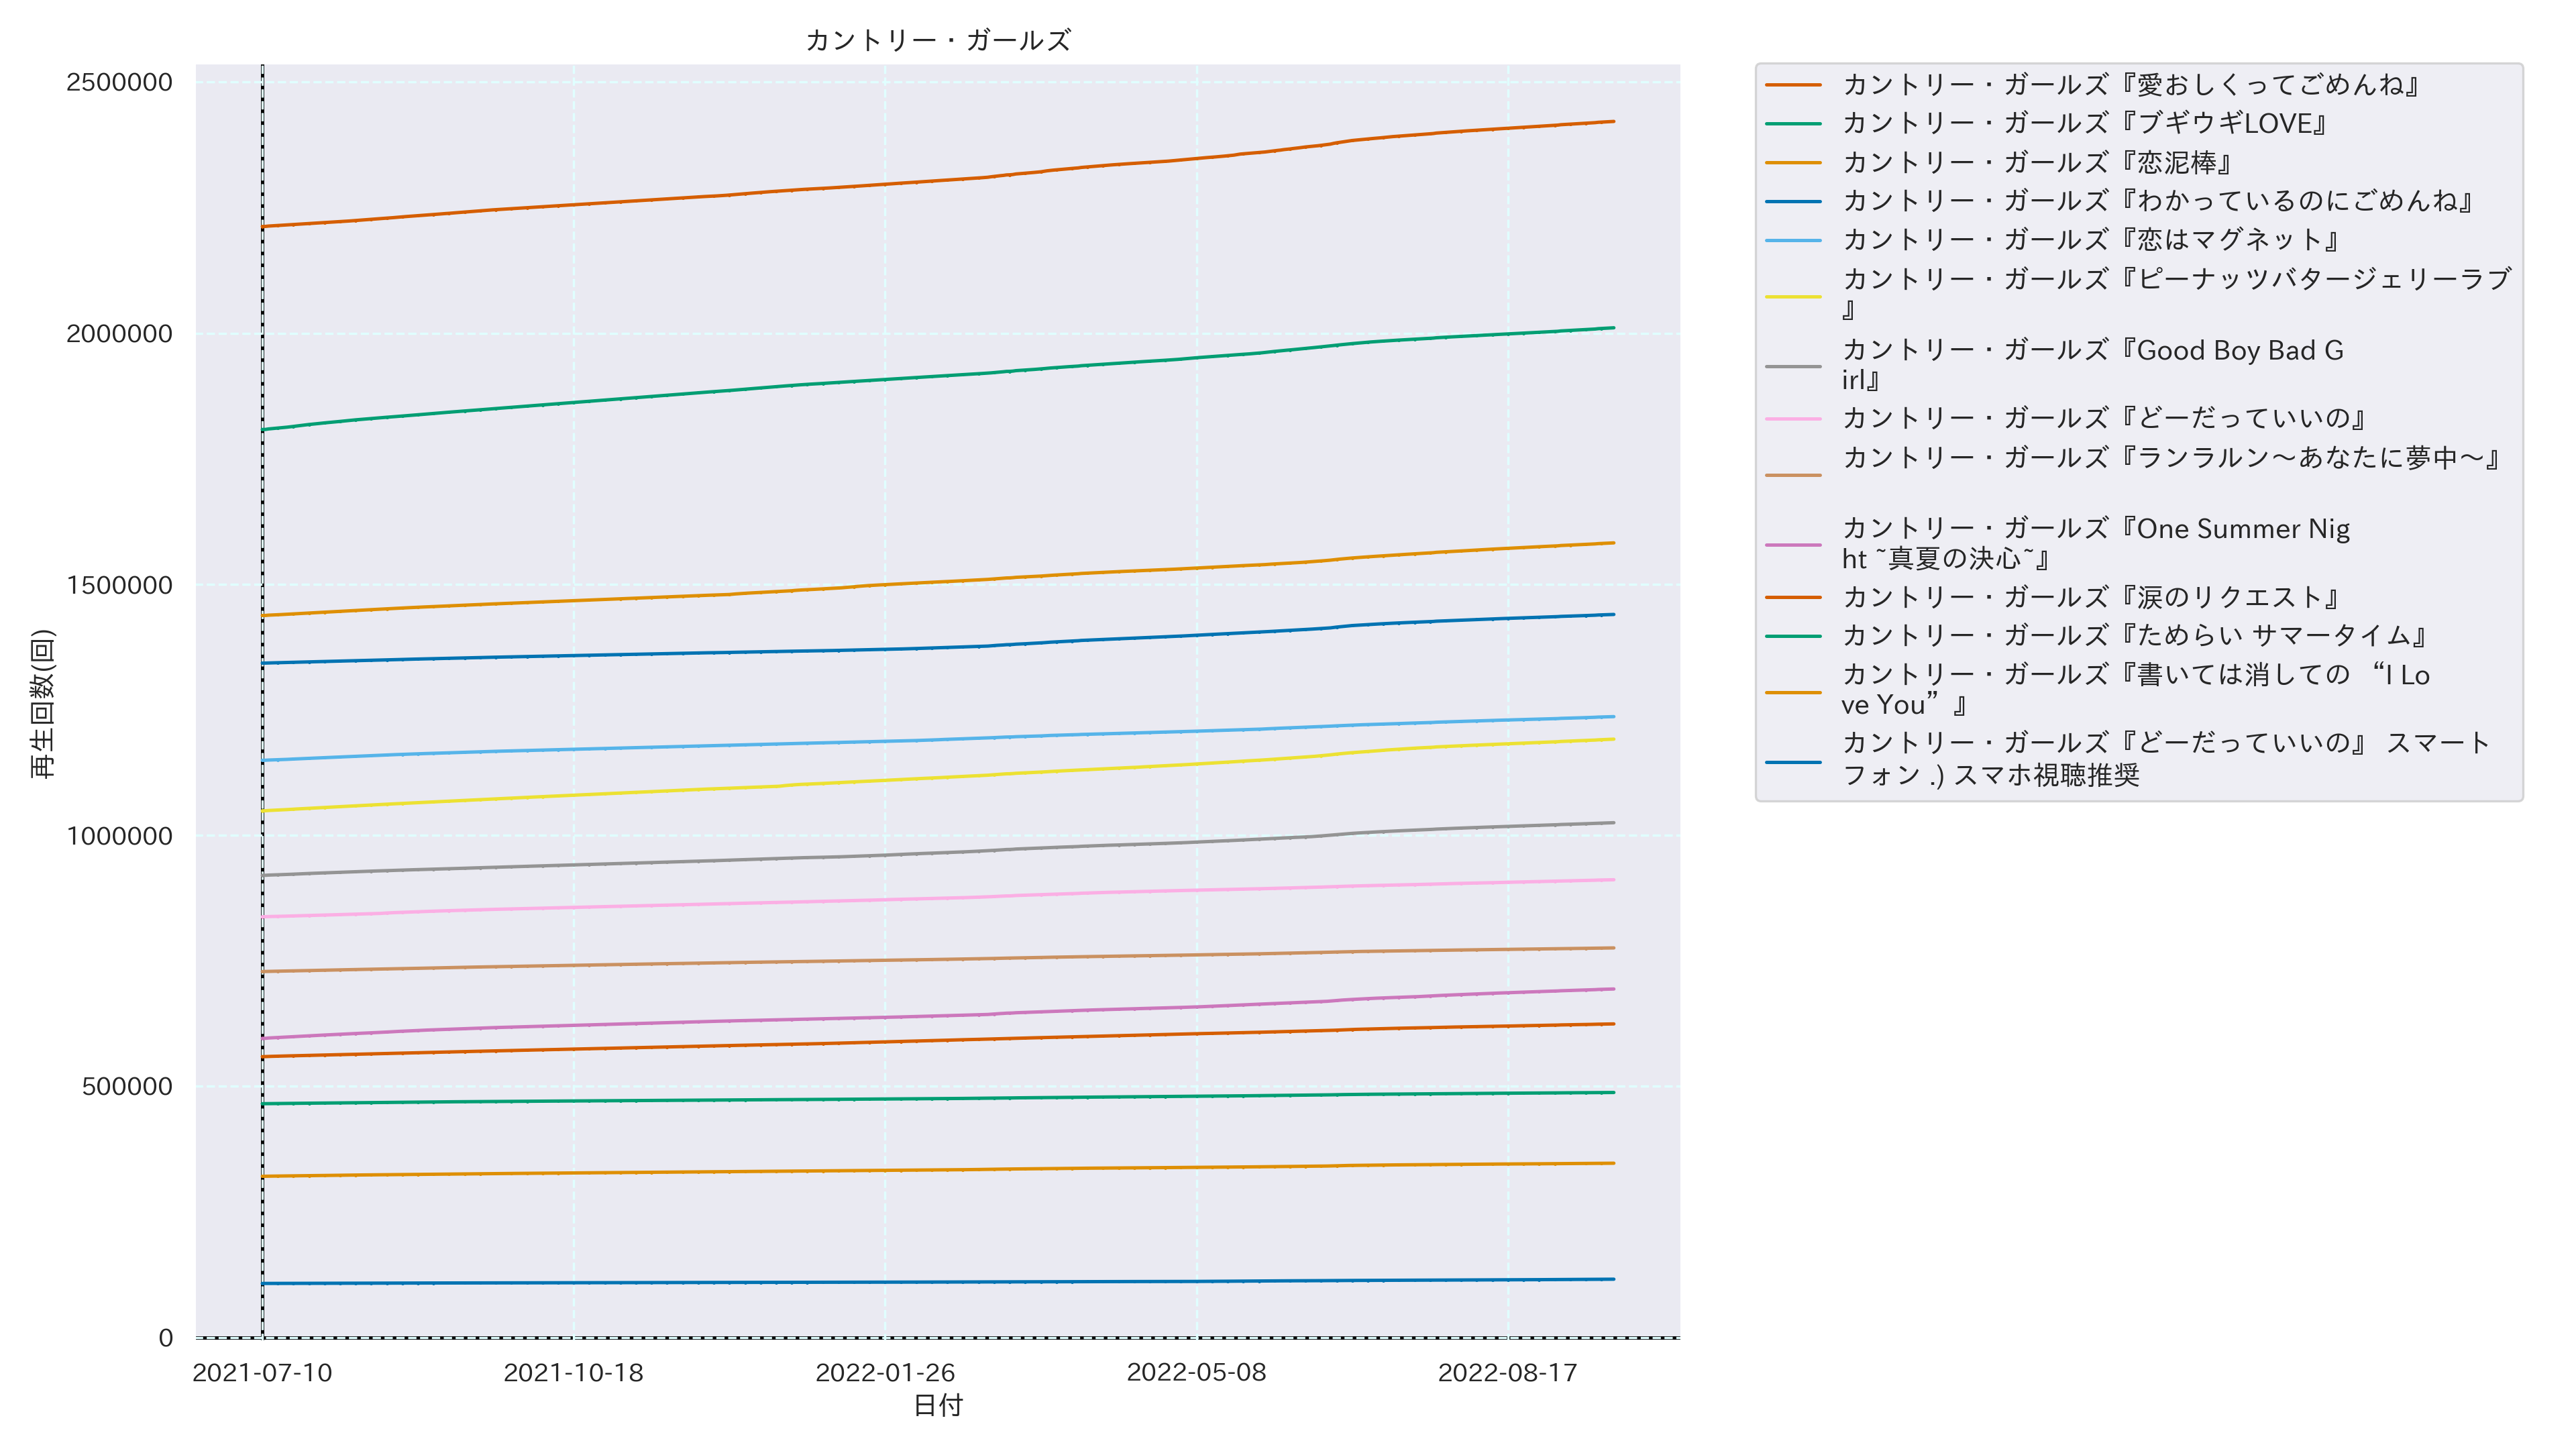 カントリー・ガールズ
2500000
2000000
1500000
1000000
500000
0
再生回数(回)
2021-07-10
2021-10-18
2022-01-26
2022-05-08
2022-08-17
日付
カントリー・ガールズ『愛おしくってごめんね』
カントリー・ガールズ『ブギウギLOVE』
カントリー・ガールズ『恋泥棒』
カントリー・ガールズ『わかっているのにごめんね』
カントリー・ガールズ『恋はマグネット』
カントリー・ガールズ『ピーナッツバタージェリーラブ
』
カントリー・ガールズ『Good Boy Bad G
irl』
カントリー・ガールズ『どーだっていいの』
カントリー・ガールズ『ランラルン〜あなたに夢中〜』
カントリー・ガールズ『One Summer Nig
ht ~真夏の決心~』
カントリー・ガールズ『涙のリクエスト』
カントリー・ガールズ『ためらい サマータイム』
カントリー・ガールズ『書いては消しての “I Lo
ve You” 』
カントリー・ガールズ『どーだっていいの』 スマート
フォン .) スマホ視聴推奨